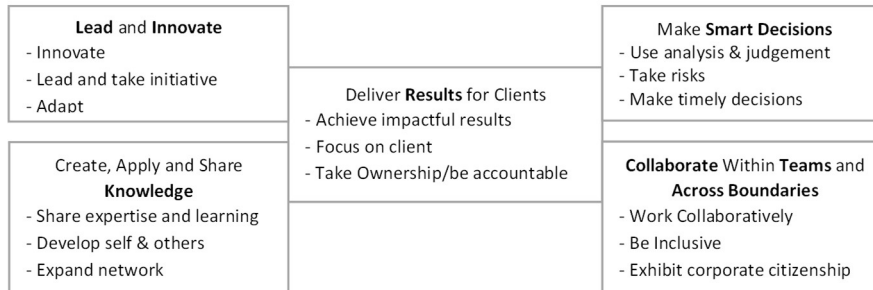 Lead and Innovate
- Innovate
- Lead and take initiative
- Adapt
Create, Apply and Share
Knowledge
- Share expertise and learning
- Develop self & others
- Expand network
Deliver Results for Clients
- Achieve impactful results
- Focus on client
- Take Ownership/be accountable
Make Smart Decisions
- Use analysis & judgement
- Take risks
- Make timely decisions
Collaborate Within Teams and
Across Boundaries
- Work Collaboratively
- Be Inclusive
- Exhibit corporate citizenship